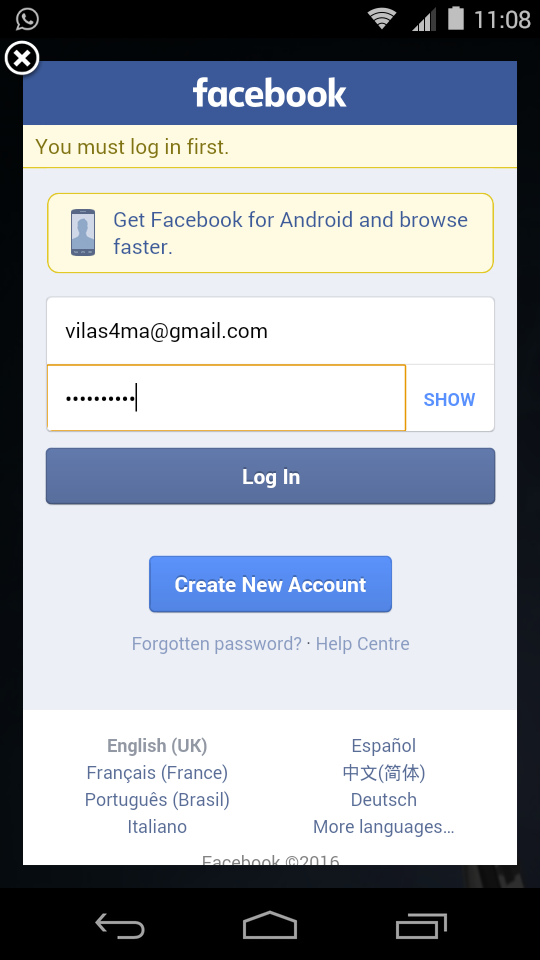 11:08
facebook
You must log in first.
Get Facebook for Android and browse
faster.
vilas4ma@gmail.com
••••••••••
SHOW
Log In
Create New Account
Forgotten password? · Help Centre
English (UK)
Español
Français (France)
中文(简体)
Português (Brasil)
Deutsch
Italiano
More languages…
Facebook ©2016